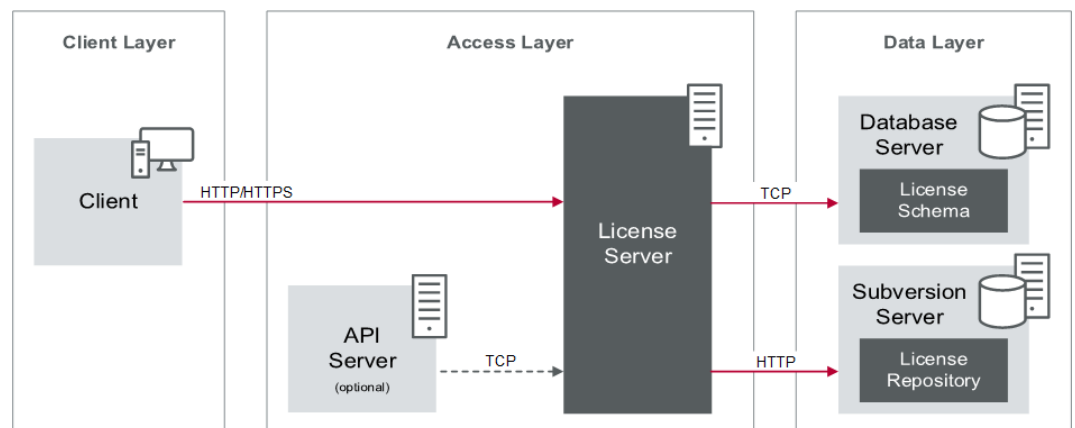 Client Layer
Access Layer
Data Layer
Client
HTTP/HTTPS
License
Server
TCP
Database
Server
License
Schema
API
Server
(optional)
TCP
HTTP
Subversion
Server
License
Repository